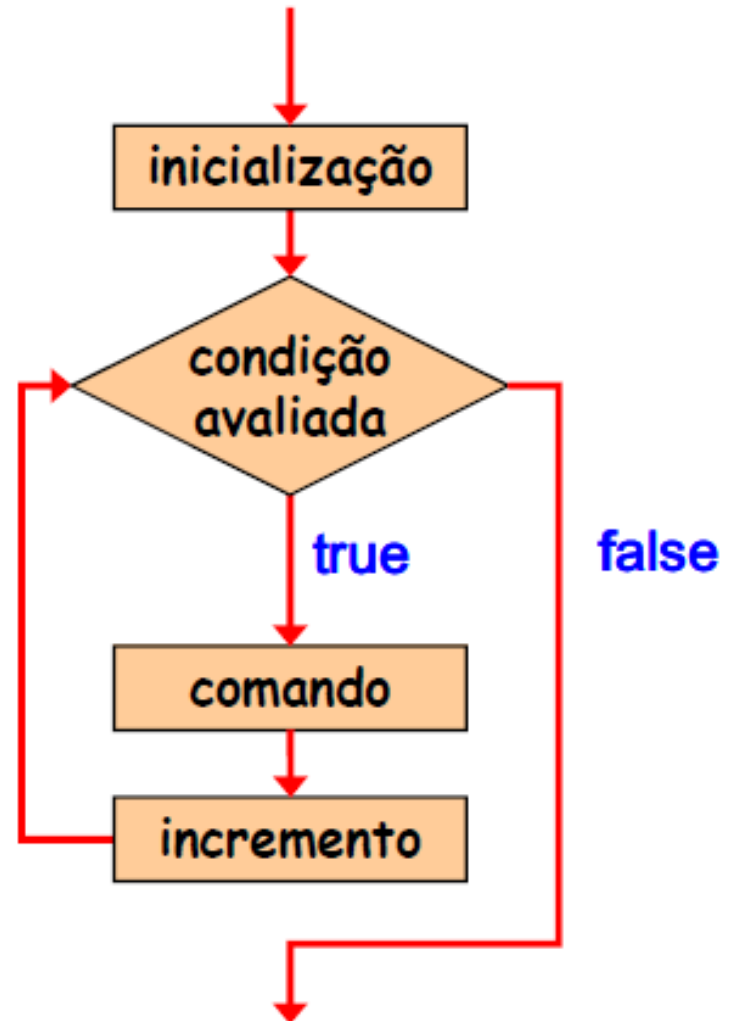 inicialização
condição
avaliada
true
false
comando
incremento